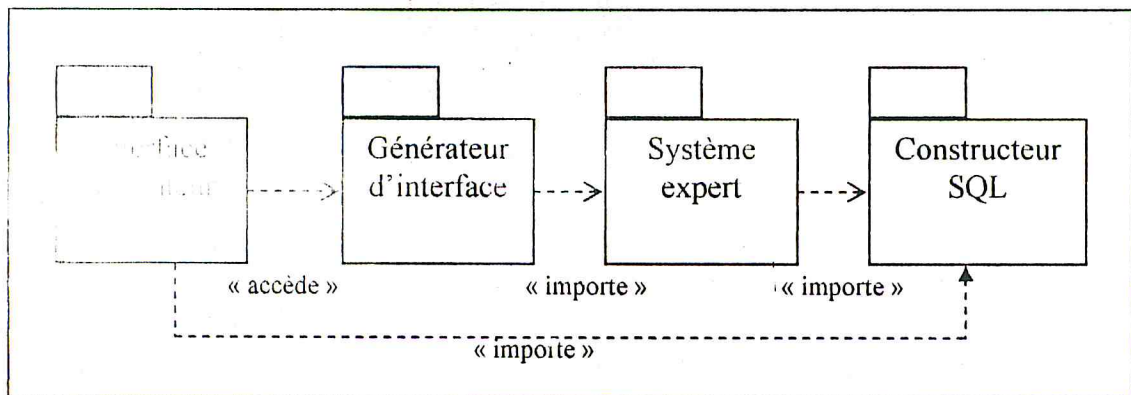 Générateur
d'interface
Système
expert
Constructeur
SQL
« accède »
« importe »
« importe »
« importe »